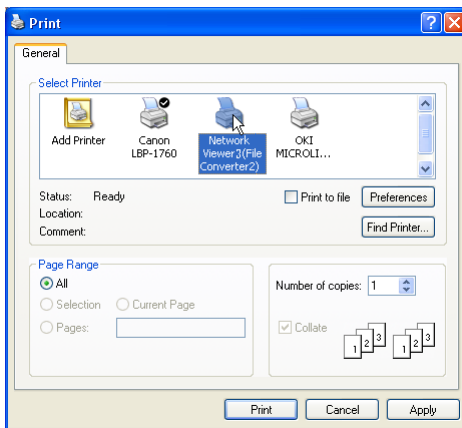 Print
General
Select Printer
Add Printer
Canon
LBP-1760
Network
Viewer3(File
Converter2)
OKI
MICROLI...
Status: Ready
Location:
Comment:
Print to file
Preferences
Find Printer...
Page Range
All
Selection Current Page
Pages:
Number of copies: 1
Collate
1 2 3 1 2 3
Print Cancel Apply